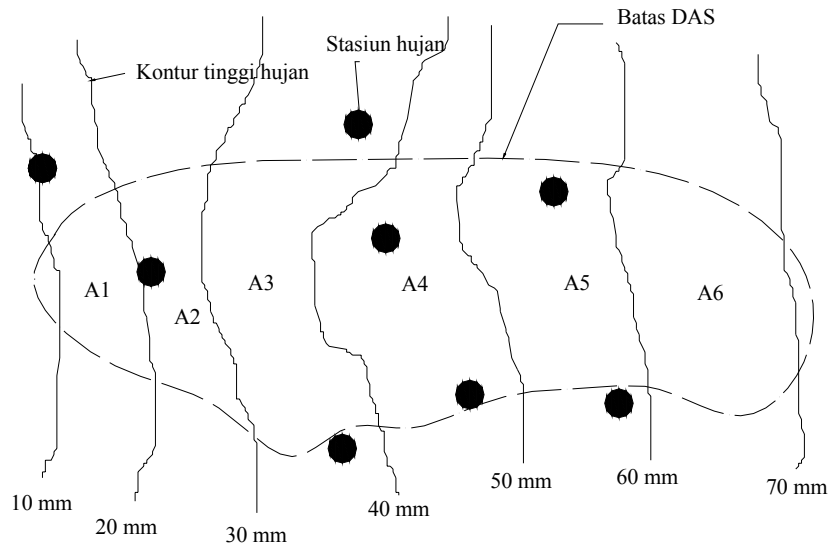 Batas DAS
Stasiun hujan
Kontur tinggi hujan
A1
A2
A3
A4
A5
A6
10 mm
20 mm
30 mm
40 mm
50 mm
60 mm
70 mm